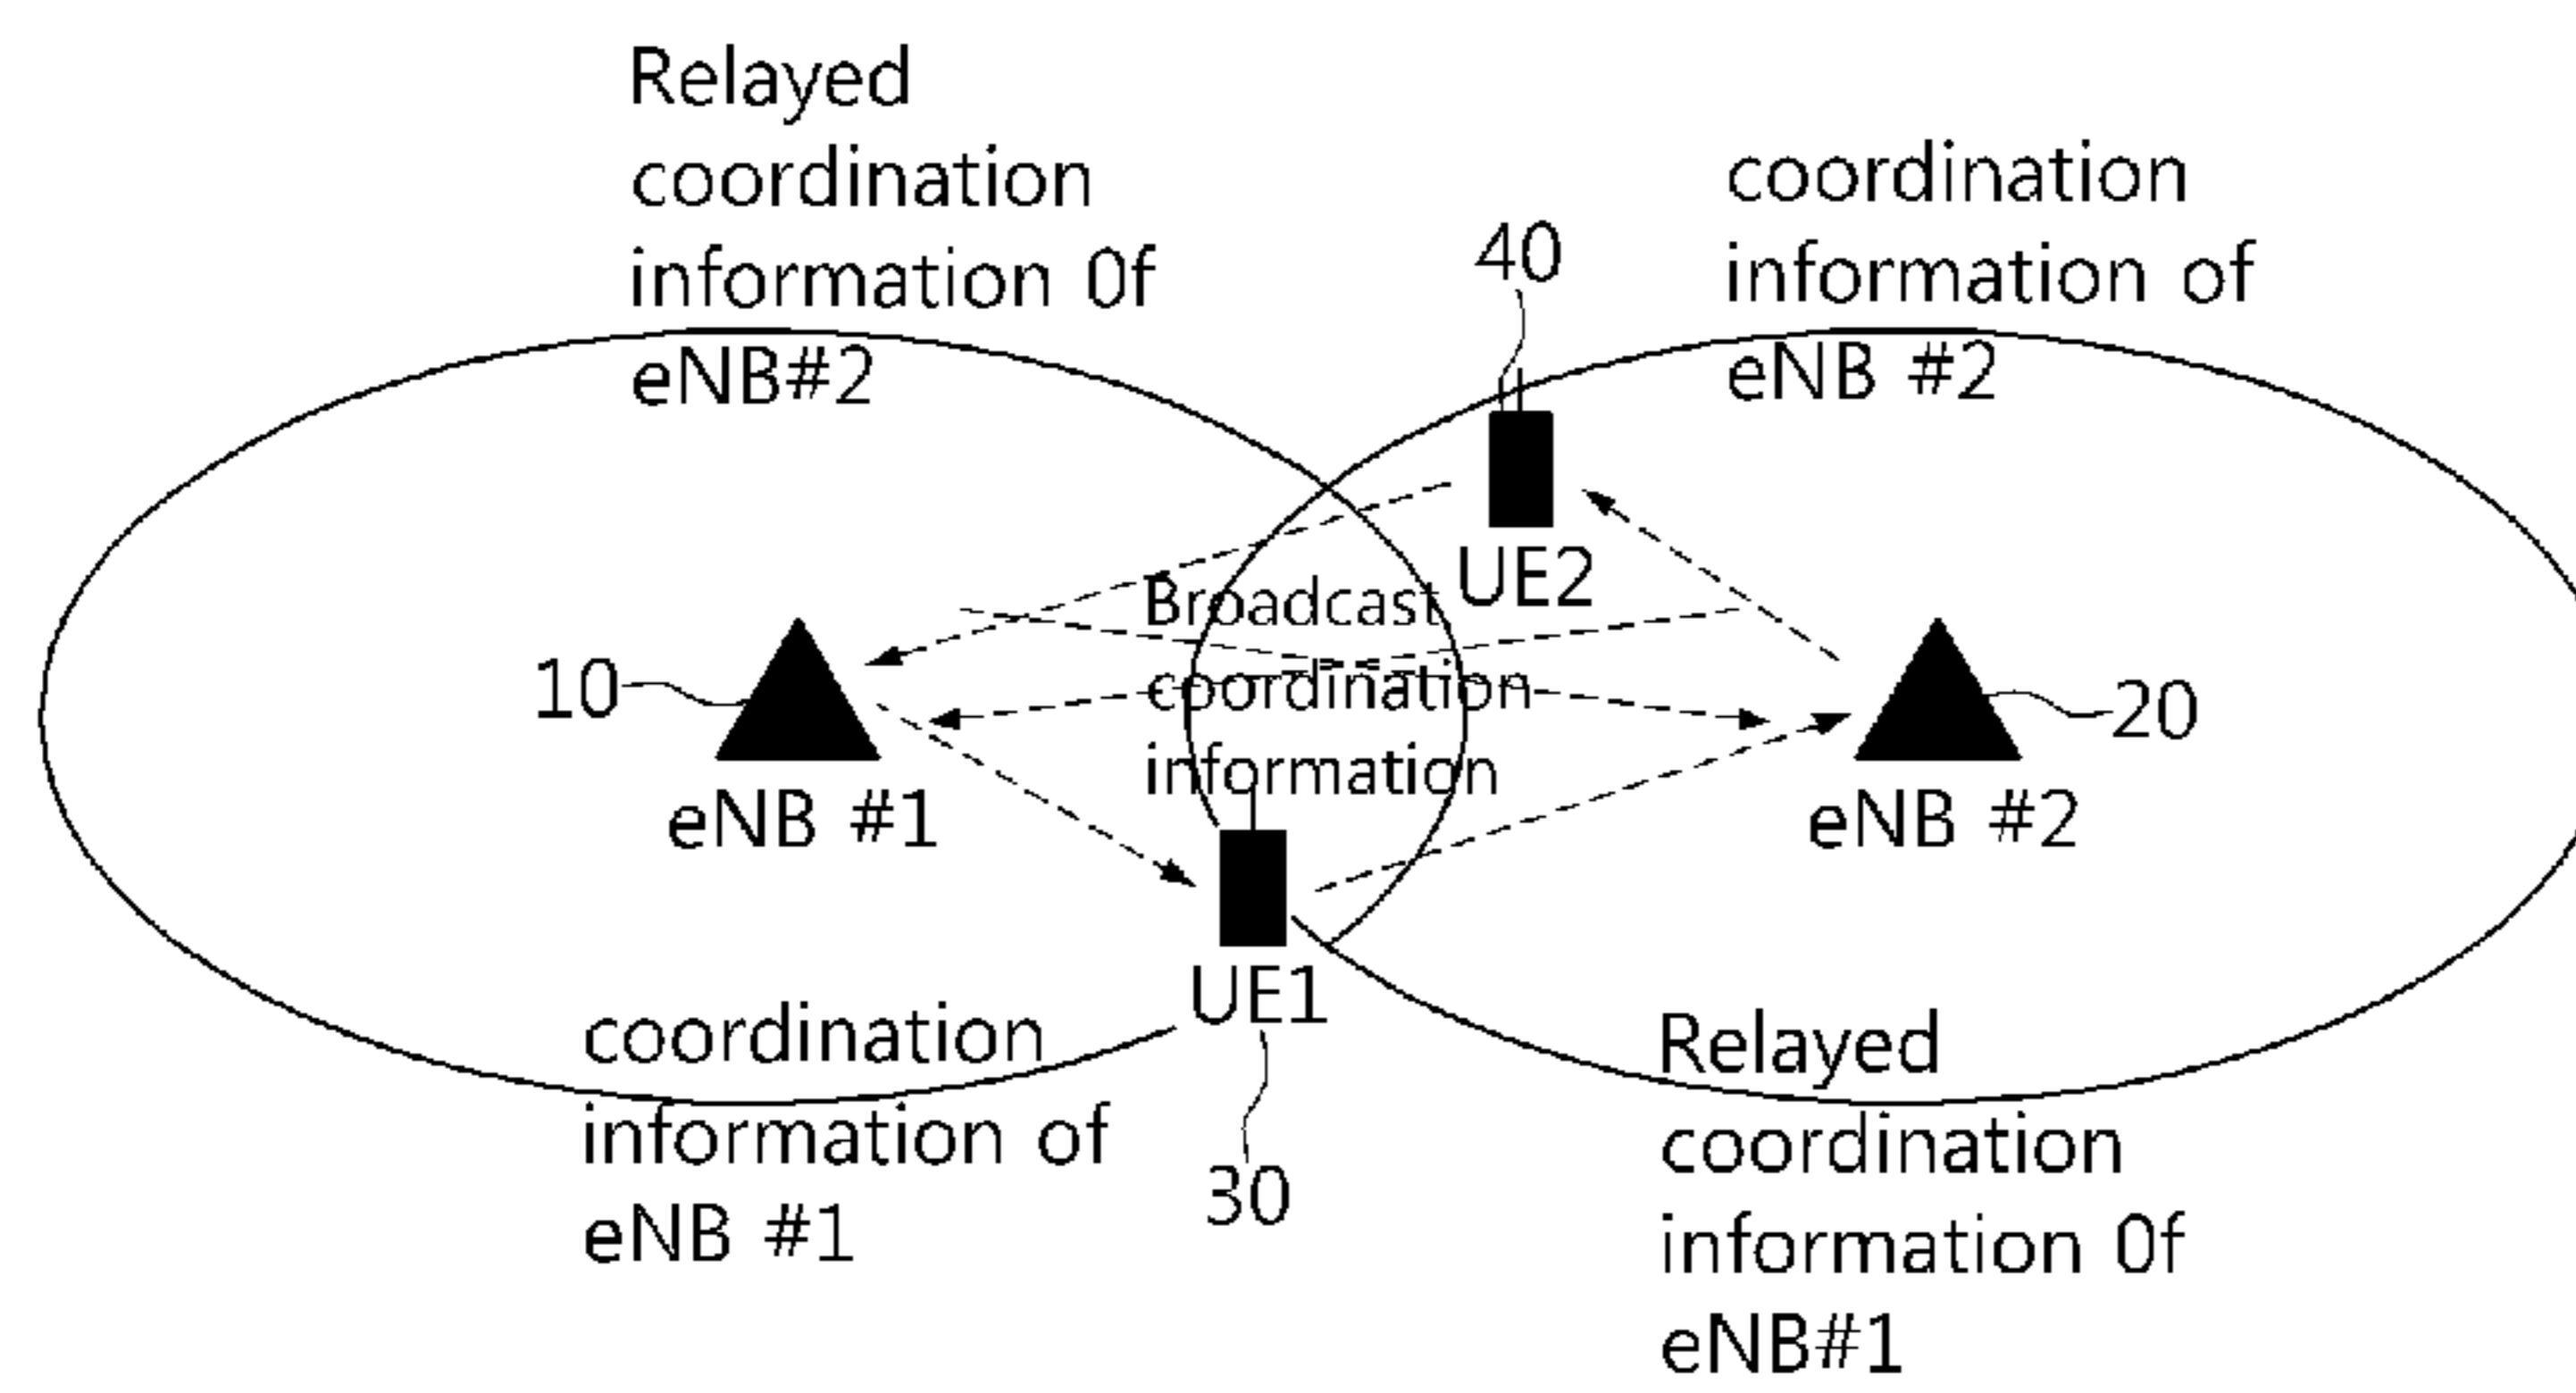 Relayed
coordination
information 0f
eNB#2
coordination
information of
eNB #2
40
UE2
Broadcast
coordination
information
10
eNB #1
20
eNB #2
UE1
30
coordination
information of
eNB #1
Relayed
coordination
information 0f
eNB#1